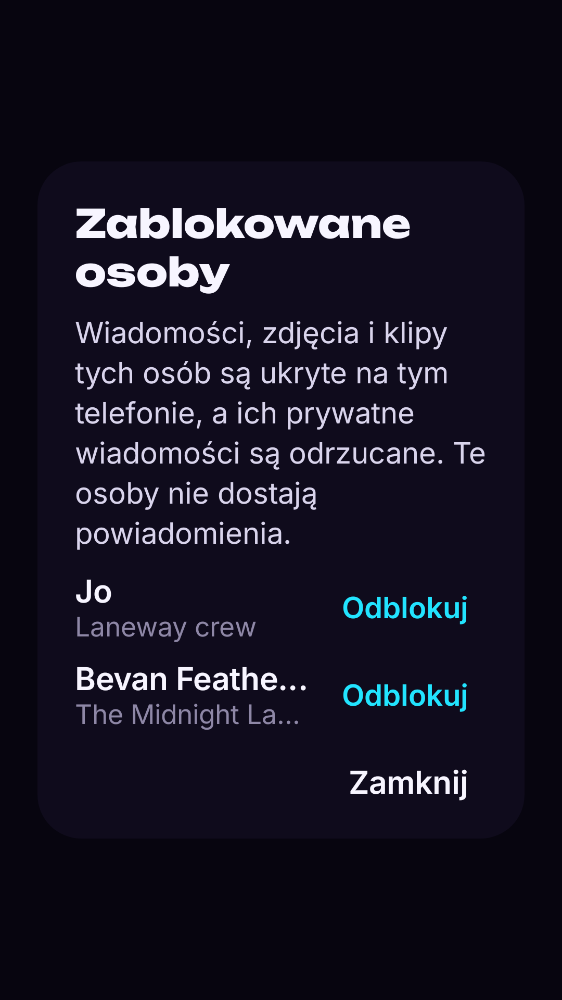 Zablokowane
osoby
Wiadomości, zdjęcia i klipy
tych osób są ukryte na tym
telefonie, a ich prywatne
wiadomości są odrzucane. Te
osoby nie dostają
powiadomienia.
Jo
Laneway crew
Odblokuj
Bevan Feathe…
The Midnight La…
Odblokuj
Zamknij